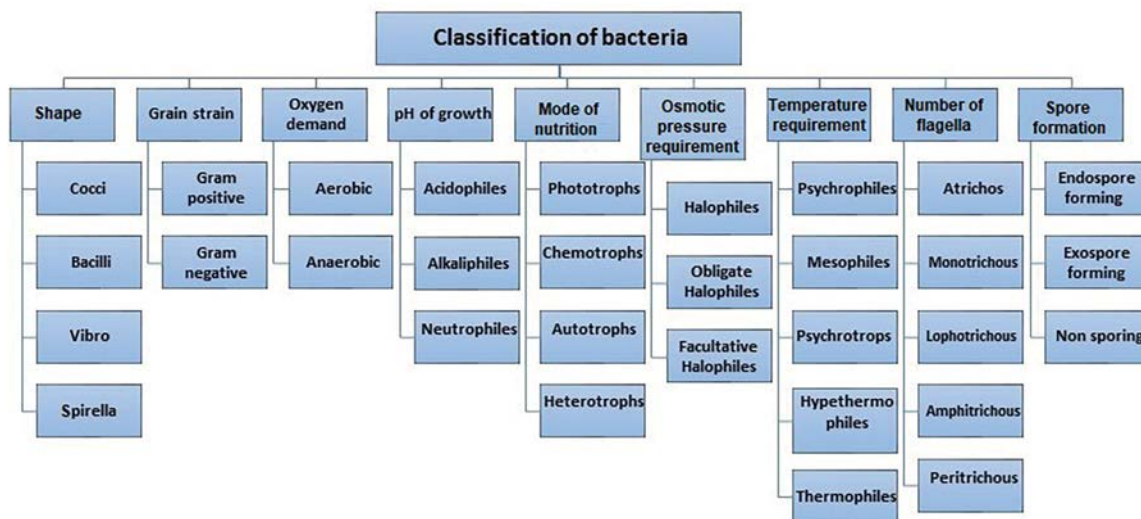 Classification of bacteria
Shape
Cocci
Bacilli
Vibro
Spirella
Grain strain
Gram
positive
Gram
negative
Oxygen
demand
Aerobic
Anaerobic
pH of growth
Acidophiles
Alkaliphiles
Neutrophiles
Mode of
nutrition
Phototrophs
Chemotrophs
Autotrophs
Heterotrophs
Osmotic
pressure
requirement
Halophiles
Obligate
Halophiles
Facultative
Halophiles
Temperature
requirement
Psychrophiles
Mesophiles
Psychrotrops
Hypethermo
philes
Thermophiles
Number of
flagella
Atrichos
Monotrichous
Lophotrichous
Amphitrichous
Peritrichous
Spore
formation
Endospore
forming
Exospore
forming
Non sporing